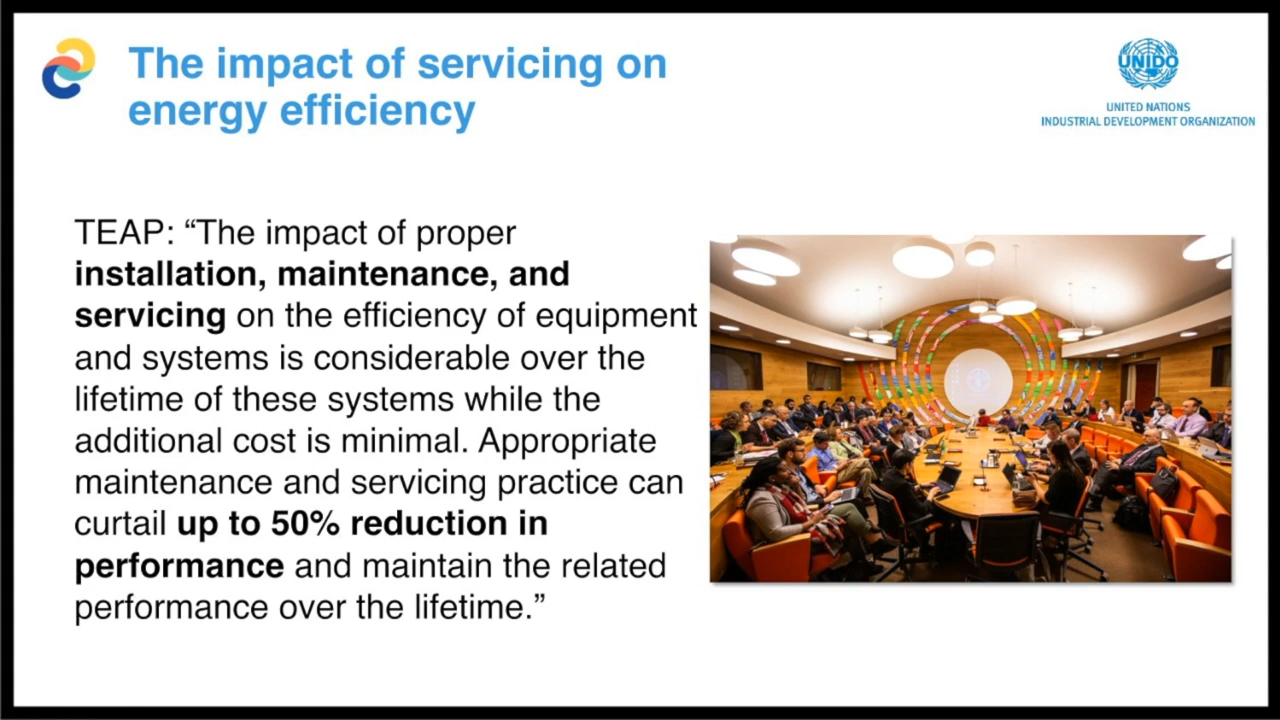 The impact of servicing on
energy efficiency
UNIDO
UNITED NATIONS
INDUSTRIAL DEVELOPMENT ORGANIZATION
TEAP: “The impact of proper
installation, maintenance, and
servicing on the efficiency of equipment
and systems is considerable over the
lifetime of these systems while the
additional cost is minimal. Appropriate
maintenance and servicing practice can
curtail up to 50% reduction in
performance and maintain the related
performance over the lifetime.”